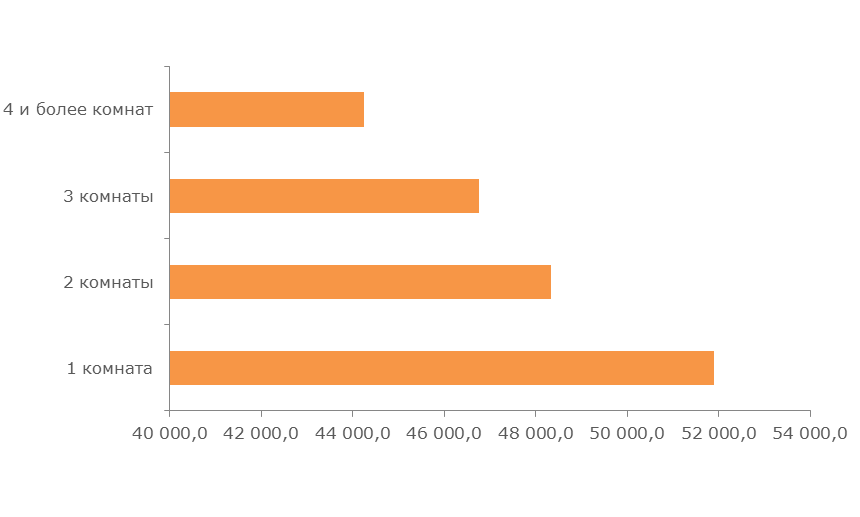 4 и более комнат
3 комнаты
2 комнаты
1 комната
40 000,0 42 000,0 44 000,0 46 000,0 48 000,0 50 000,0 52 000,0 54 000,0